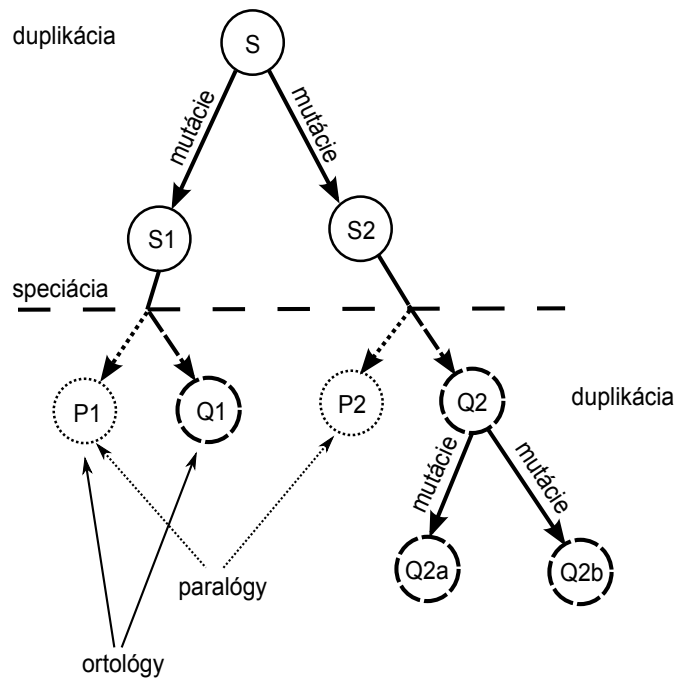 duplikácia
S
mutácie
mutácie
S1
S2
speciácia
P1
Q1
P2
Q2
duplikácia
mutácie
mutácie
Q2a
Q2b
paralógy
ortológy